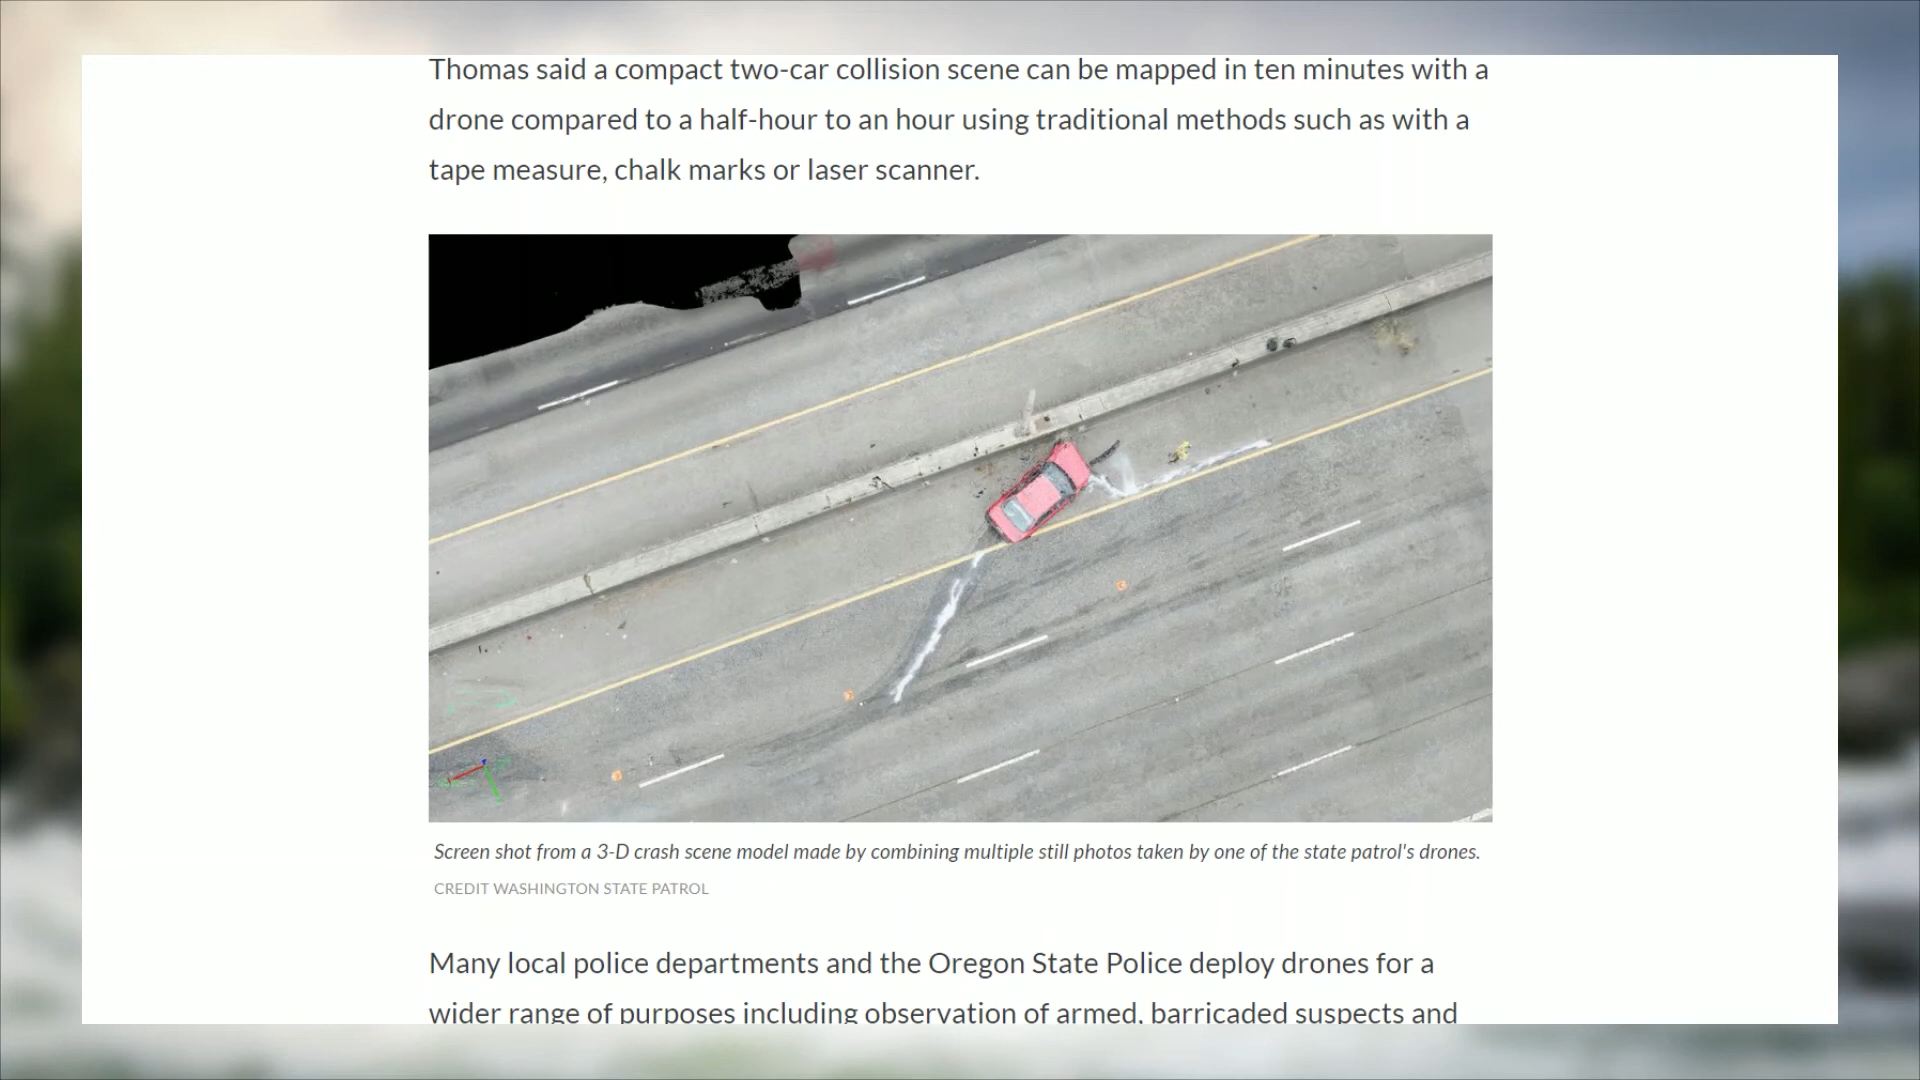 Thomas said a compact two-car collision scene can be mapped in ten minutes with a
drone compared to a half-hour to an hour using traditional methods such as with a
tape measure, chalk marks or laser scanner.
Screen shot from a 3-D crash scene model made by combining multiple still photos taken by one of the state patrol's drones.
CREDIT WASHINGTON STATE PATROL
Many local police departments and the Oregon State Police deploy drones for a
wider range of purposes including observation of armed, barricaded suspects and